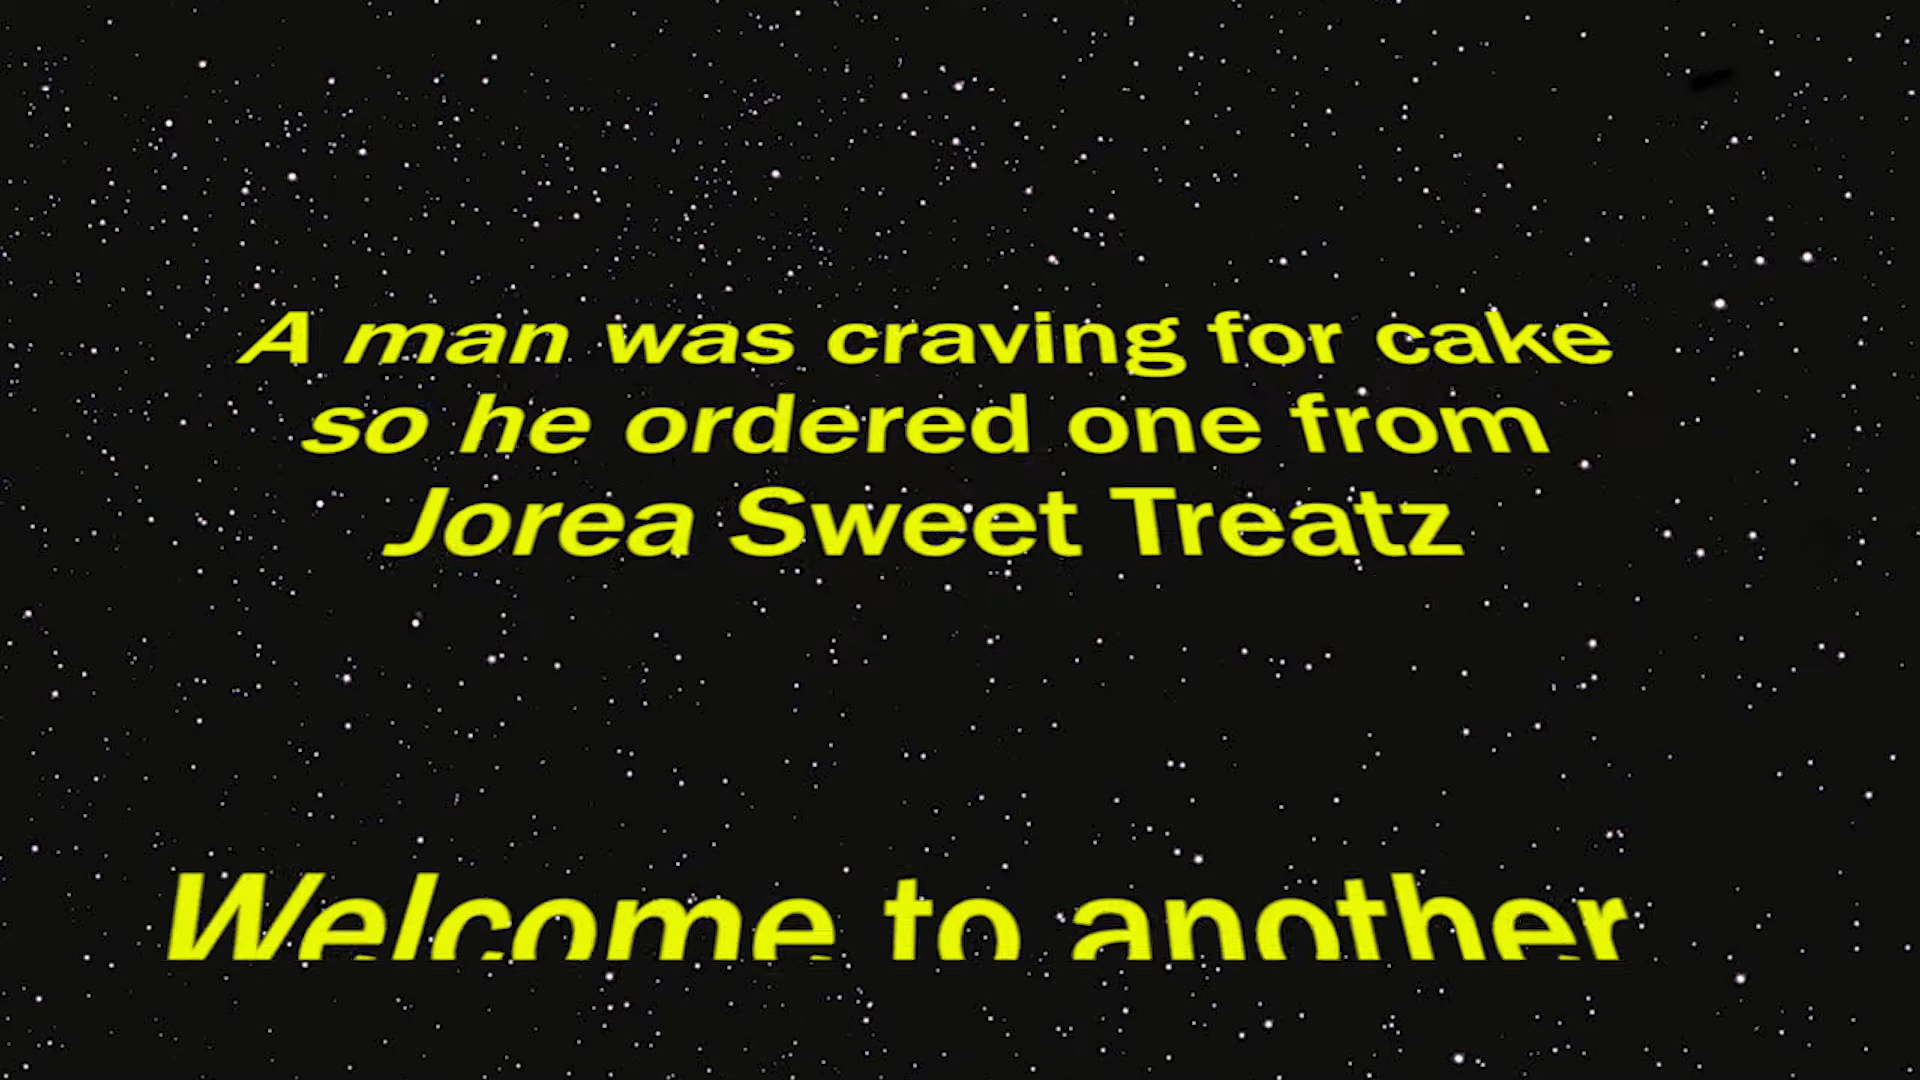 A man was craving for cake
so he ordered one from
Jorea Sweet Treatz
Welcome to another